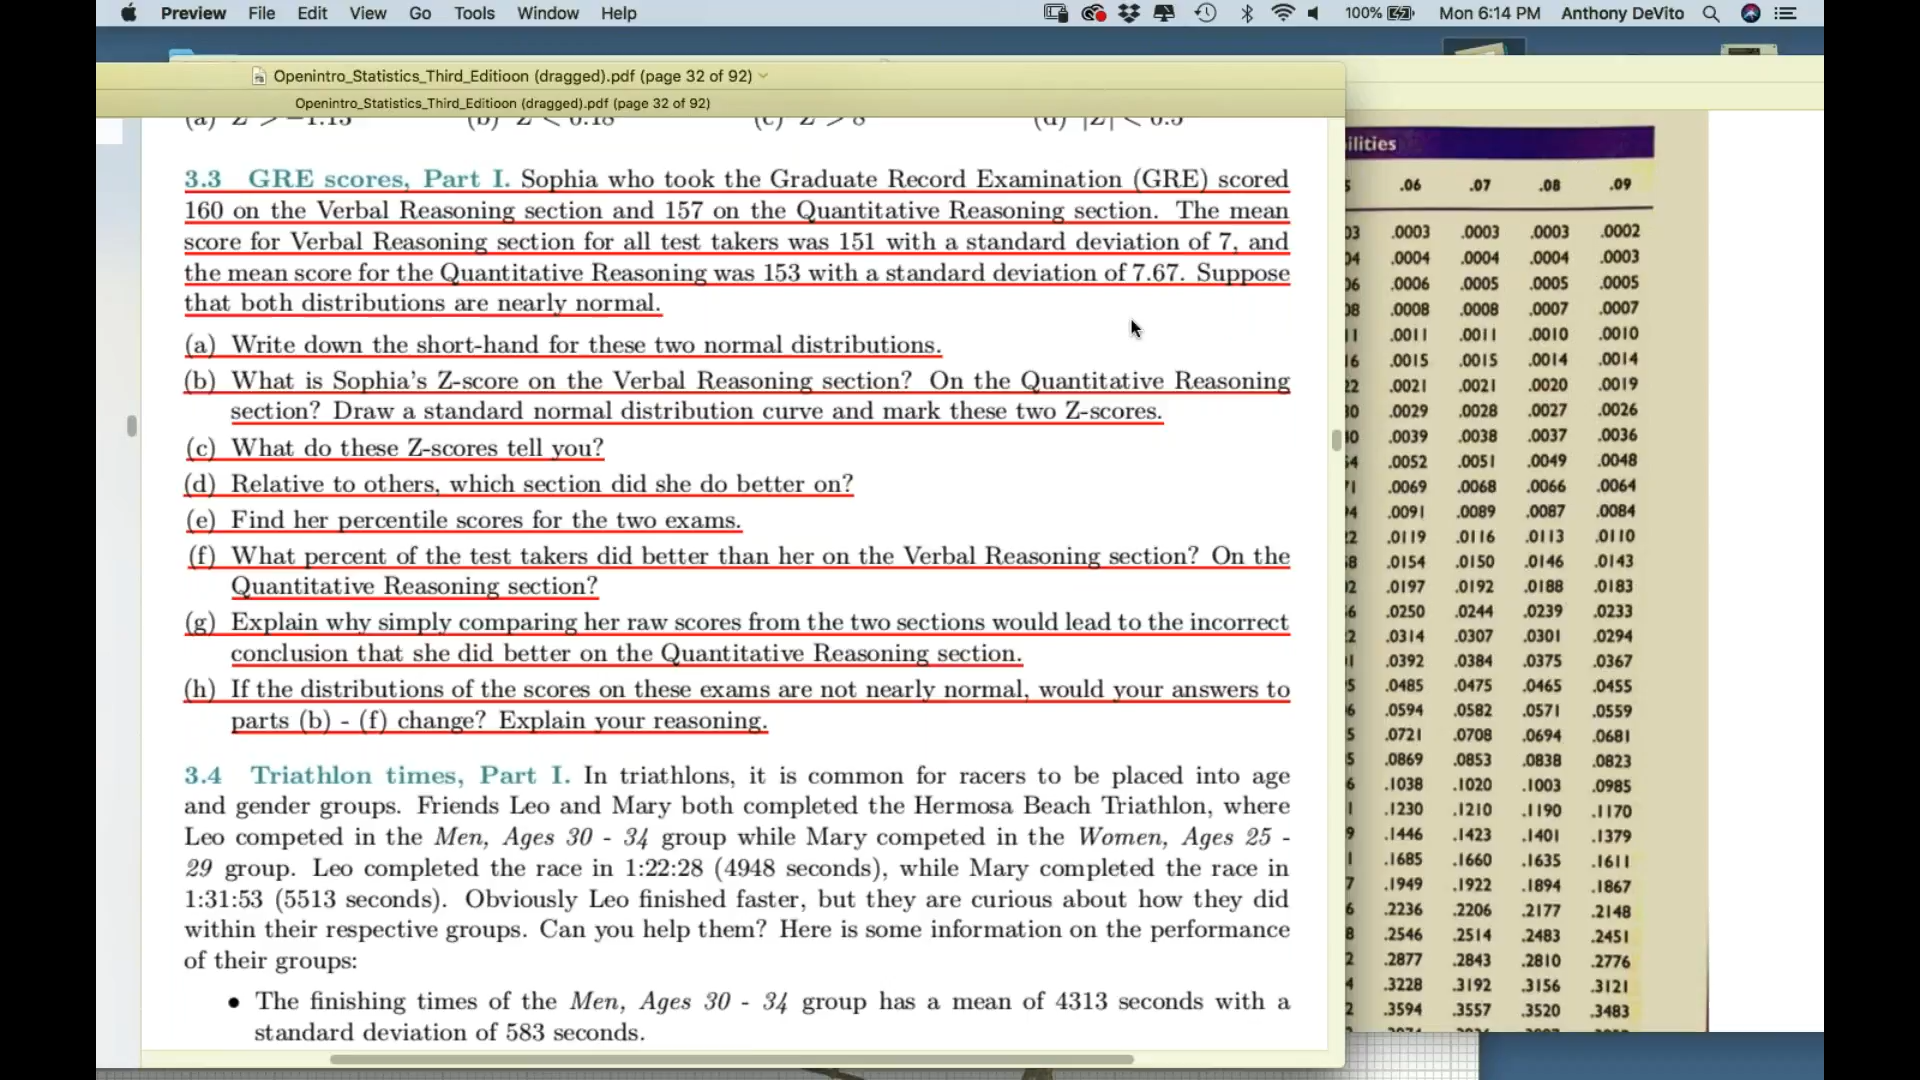 Preview File Edit View Go Tools Window Help 100% Mon 6:14 PM Anthony DeVito
Openintro_Statistics_Third_Editioon (dragged).pdf (page 32 of 92)
Openintro_Statistics_Third_Editioon (dragged).pdf (page 32 of 92)
(a) Z > −1.13 (b) Z < 0.18 (c) Z > 8 (d) |Z| < 0.5
3.3 GRE scores, Part I. Sophia who took the Graduate Record Examination (GRE) scored
160 on the Verbal Reasoning section and 157 on the Quantitative Reasoning section. The mean
score for Verbal Reasoning section for all test takers was 151 with a standard deviation of 7, and
the mean score for the Quantitative Reasoning was 153 with a standard deviation of 7.67. Suppose
that both distributions are nearly normal.
(a) Write down the short-hand for these two normal distributions.
(b) What is Sophia's Z-score on the Verbal Reasoning section? On the Quantitative Reasoning
section? Draw a standard normal distribution curve and mark these two Z-scores.
(c) What do these Z-scores tell you?
(d) Relative to others, which section did she do better on?
(e) Find her percentile scores for the two exams.
(f) What percent of the test takers did better than her on the Verbal Reasoning section? On the
Quantitative Reasoning section?
(g) Explain why simply comparing her raw scores from the two sections would lead to the incorrect
conclusion that she did better on the Quantitative Reasoning section.
(h) If the distributions of the scores on these exams are not nearly normal, would your answers to
parts (b) - (f) change? Explain your reasoning.
3.4 Triathlon times, Part I. In triathlons, it is common for racers to be placed into age
and gender groups. Friends Leo and Mary both completed the Hermosa Beach Triathlon, where
Leo competed in the Men, Ages 30 - 34 group while Mary competed in the Women, Ages 25 -
29 group. Leo completed the race in 1:22:28 (4948 seconds), while Mary completed the race in
1:31:53 (5513 seconds). Obviously Leo finished faster, but they are curious about how they did
within their respective groups. Can you help them? Here is some information on the performance
of their groups:
• The finishing times of the Men, Ages 30 - 34 group has a mean of 4313 seconds with a
standard deviation of 583 seconds.
ilities
.06 .07 .08 .09
.0003 .0003 .0003 .0002
.0004 .0004 .0004 .0003
.0006 .0005 .0005 .0005
.0008 .0008 .0007 .0007
.0011 .0011 .0010 .0010
.0015 .0015 .0014 .0014
.0021 .0021 .0020 .0019
.0029 .0028 .0027 .0026
.0039 .0038 .0037 .0036
.0052 .0051 .0049 .0048
.0069 .0068 .0066 .0064
.0091 .0089 .0087 .0084
.0119 .0116 .0113 .0110
.0154 .0150 .0146 .0143
.0197 .0192 .0188 .0183
.0250 .0244 .0239 .0233
.0314 .0307 .0301 .0294
.0392 .0384 .0375 .0367
.0485 .0475 .0465 .0455
.0594 .0582 .0571 .0559
.0721 .0708 .0694 .0681
.0869 .0853 .0838 .0823
.1038 .1020 .1003 .0985
.1230 .1210 .1190 .1170
.1446 .1423 .1401 .1379
.1685 .1660 .1635 .1611
.1949 .1922 .1894 .1867
.2236 .2206 .2177 .2148
.2546 .2514 .2483 .2451
.2877 .2843 .2810 .2776
.3228 .3192 .3156 .3121
.3594 .3557 .3520 .3483